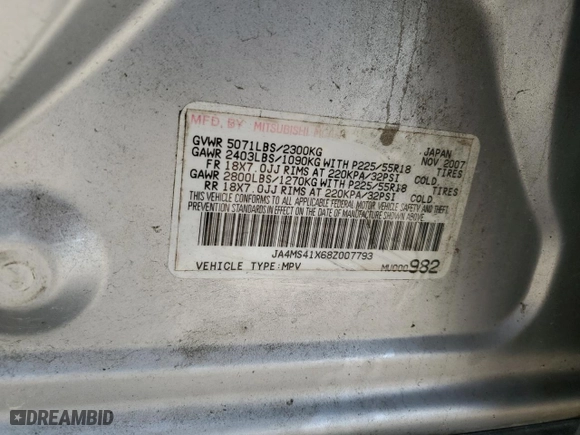 MFD. BY MITSUBISHI MOTORS
JAPAN
GVWR 5071LBS/2300KG NOV 2007
GAWR 2403LBS/1090KG WITH P225/55R18 TIRES
FR 18X7.0JJ RIMS AT 220KPA/32PSI COLD
GAWR 2800LBS/1270KG WITH P225/55R18 TIRES
RR 18X7.0JJ RIMS AT 220KPA/32PSI COLD
THIS VEHICLE CONFORMS TO ALL APPLICABLE FEDERAL MOTOR VEHICLE SAFETY AND THEFT
PREVENTION STANDARDS IN EFFECT ON THE DATE OF MANUFACTURE SHOWN ABOVE.
JA4MS41X68Z007793
VEHICLE TYPE:MPV MU000982
DREAMBID